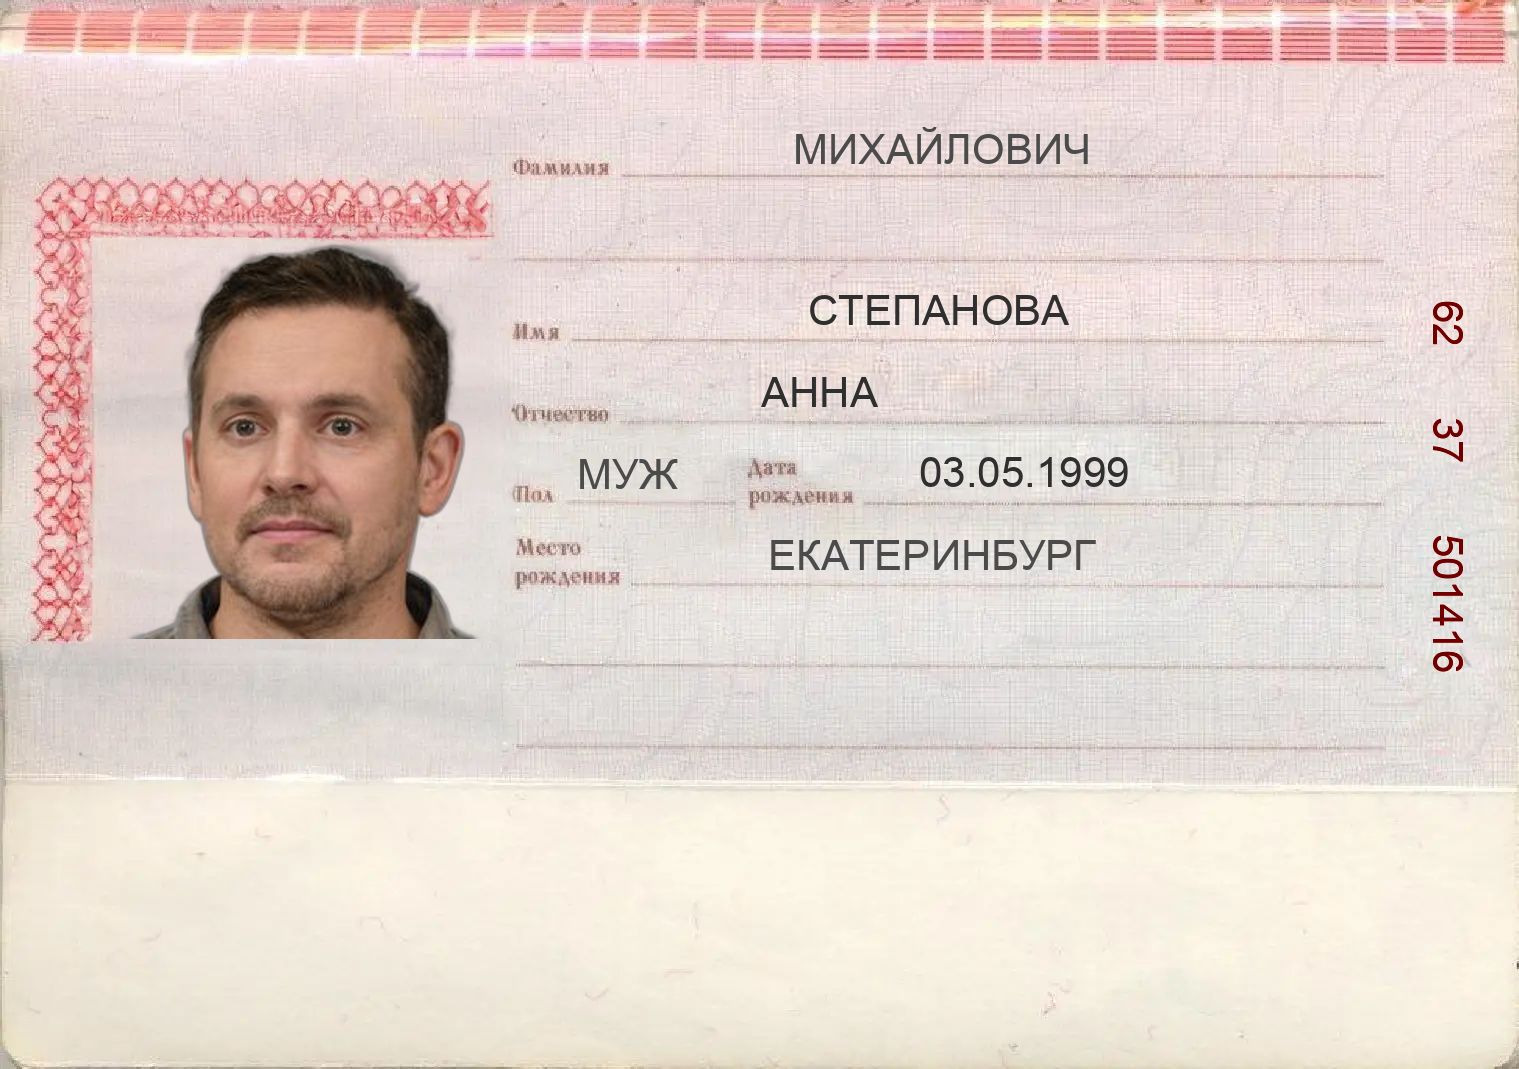 Фамилия МИХАЙЛОВИЧ
Имя СТЕПАНОВА
Отчество АННА
Пол МУЖ Дата рождения 03.05.1999
Место рождения ЕКАТЕРИНБУРГ
62 37 501416